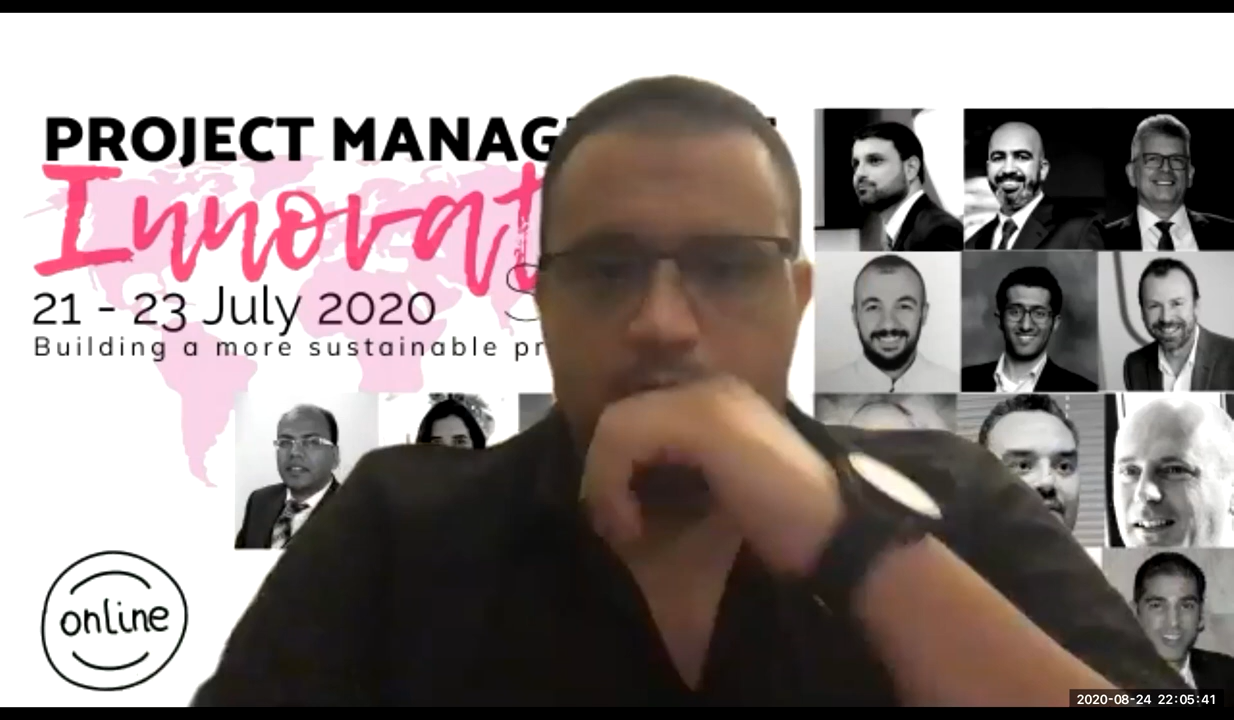 PROJECT MANAG
Innovat
21 - 23 July 2020
Building a more sustainable pr
online
2020-08-24 22:05:41